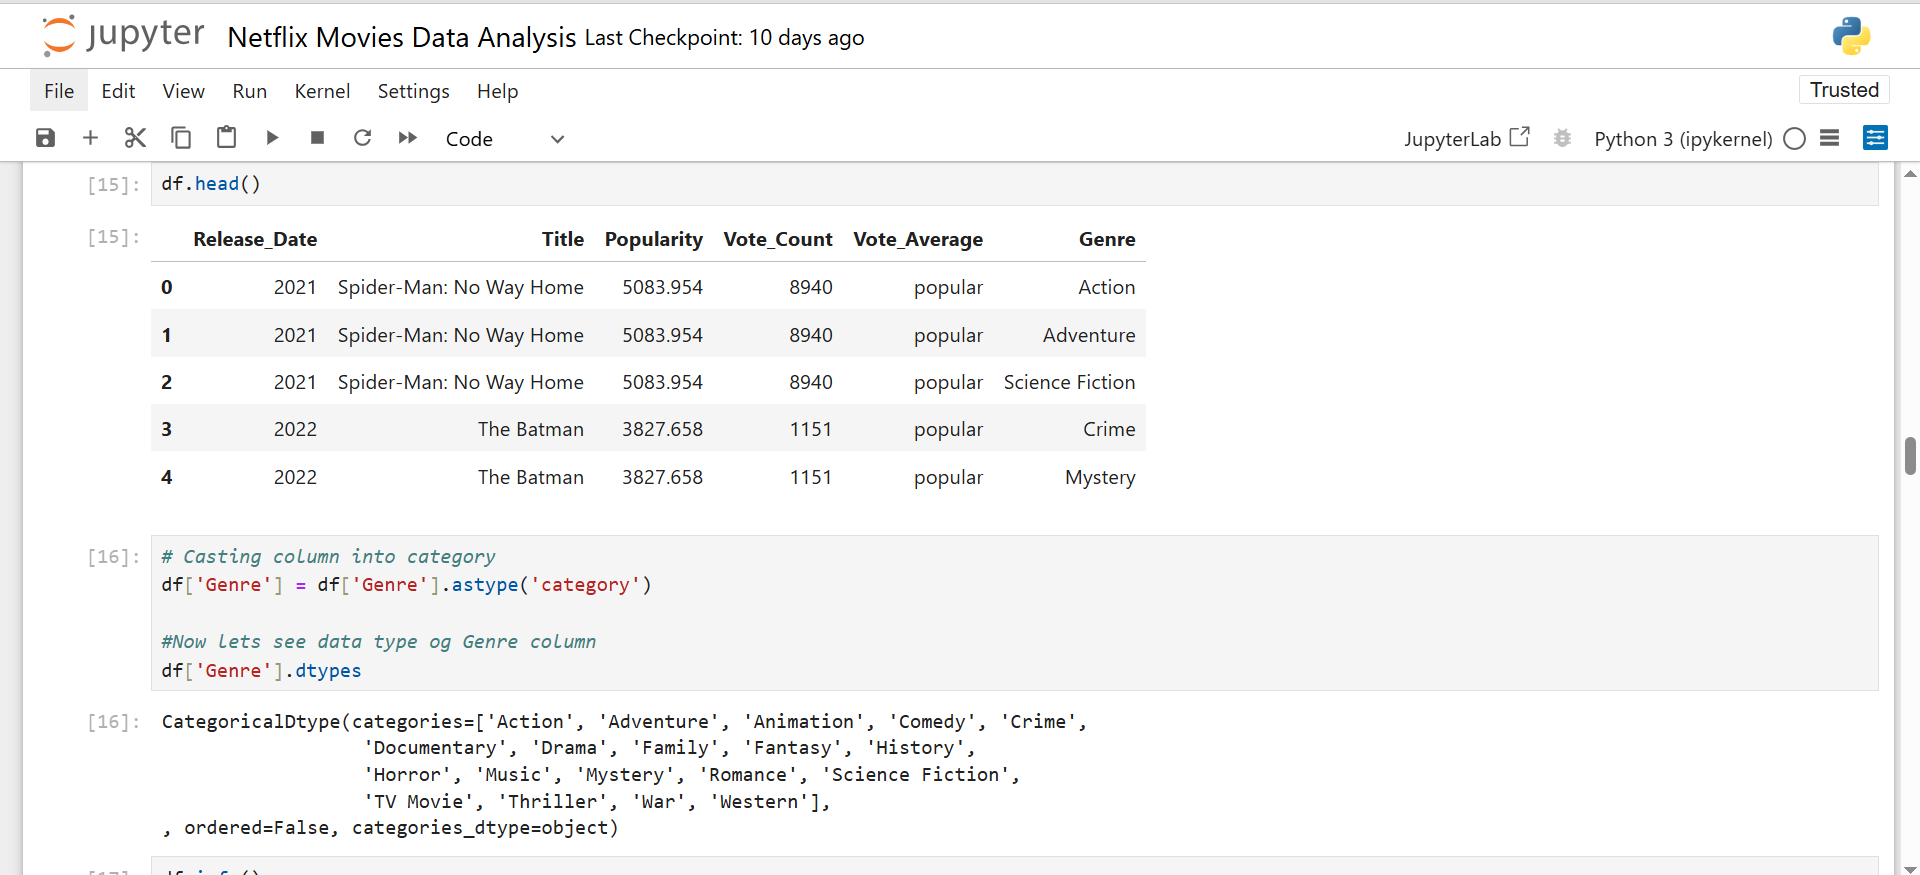 jupyter Netflix Movies Data Analysis Last Checkpoint: 10 days ago
File Edit View Run Kernel Settings Help Trusted
Code JupyterLab Python 3 (ipykernel)
[15]: df.head()
[15]: Release_Date Title Popularity Vote_Count Vote_Average Genre
0 2021 Spider-Man: No Way Home 5083.954 8940 popular Action
1 2021 Spider-Man: No Way Home 5083.954 8940 popular Adventure
2 2021 Spider-Man: No Way Home 5083.954 8940 popular Science Fiction
3 2022 The Batman 3827.658 1151 popular Crime
4 2022 The Batman 3827.658 1151 popular Mystery
[16]: # Casting column into category
df['Genre'] = df['Genre'].astype('category')
#Now lets see data type og Genre column
df['Genre'].dtypes
[16]: CategoricalDtype(categories=['Action', 'Adventure', 'Animation', 'Comedy', 'Crime',
'Documentary', 'Drama', 'Family', 'Fantasy', 'History',
'Horror', 'Music', 'Mystery', 'Romance', 'Science Fiction',
'TV Movie', 'Thriller', 'War', 'Western'],
, ordered=False, categories_dtype=object)